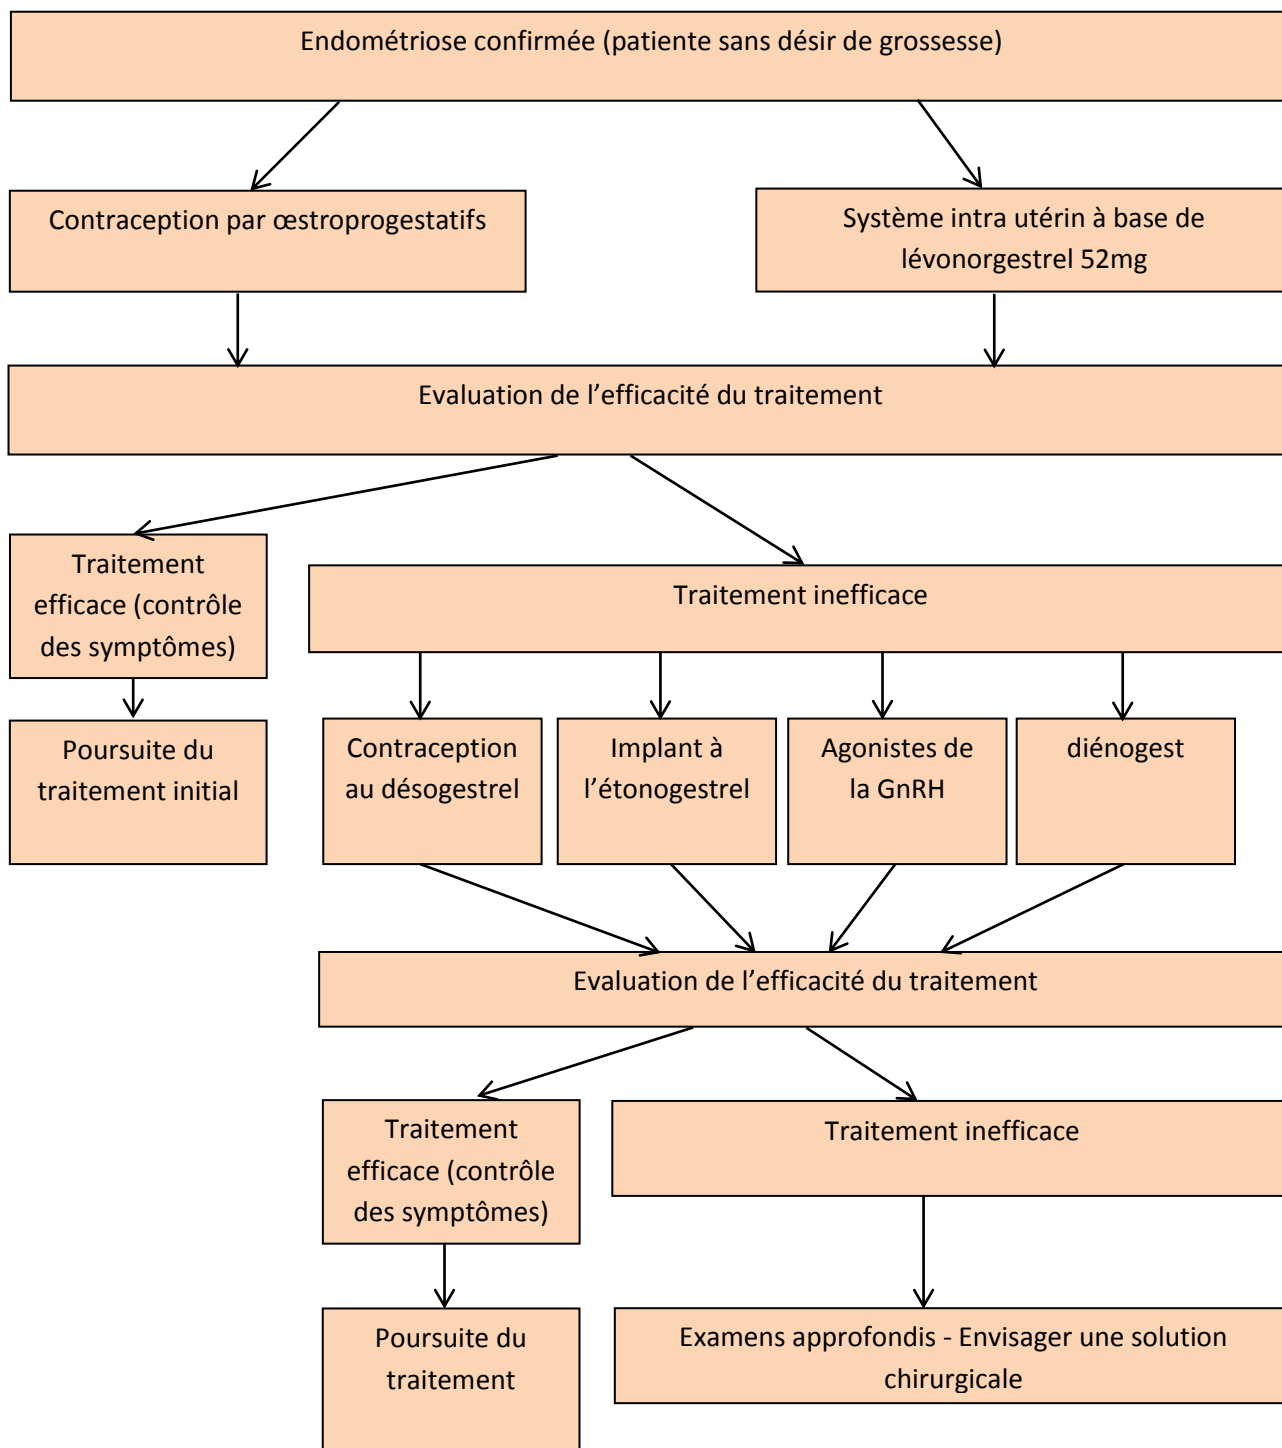 Endométriose confirmée (patiente sans désir de grossesse)
Contraception par œstroprogestatifs
Système intra utérin à base de
lévonorgestrel 52mg
Evaluation de l’efficacité du traitement
Traitement
efficace (contrôle
des symptômes)
Traitement inefficace
Poursuite du
traitement initial
Contraception
au désogestrel
Implant à
l’étonogestrel
Agonistes de
la GnRH
diénogest
Evaluation de l’efficacité du traitement
Traitement
efficace (contrôle
des symptômes)
Traitement inefficace
Poursuite du
traitement
Examens approfondis - Envisager une solution
chirurgicale